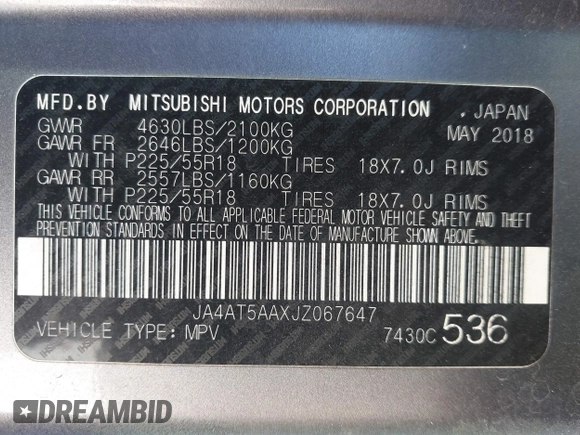 MFD.BY MITSUBISHI MOTORS CORPORATION . JAPAN
GVWR 4630LBS/2100KG MAY 2018
GAWR FR 2646LBS/1200KG
WITH P225/55R18 TIRES 18X7.0J RIMS
GAWR RR 2557LBS/1160KG
WITH P225/55R18 TIRES 18X7.0J RIMS
THIS VEHICLE CONFORMS TO ALL APPLICABLE FEDERAL MOTOR VEHICLE SAFETY AND THEFT
PREVENTION STANDARDS IN EFFECT ON THE DATE OF MANUFACTURE SHOWN ABOVE.
JA4AT5AAXJZ067647
VEHICLE TYPE: MPV 7430C 536
DREAMBID